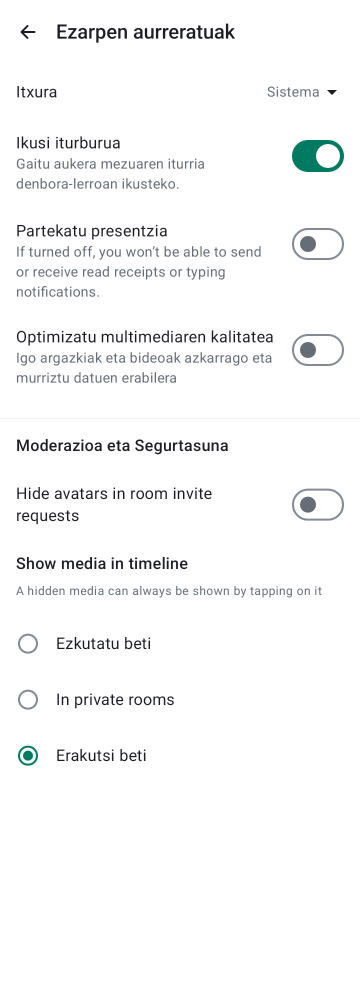 Ezarpen aurreratuak
Itxura
Sistema
Ikusi iturburua
Gaitu aukera mezuaren iturria
denbora-lerroan ikusteko.
Partekatu presentzia
If turned off, you won’t be able to send
or receive read receipts or typing
notifications.
Optimizatu multimediaren kalitatea
Igo argazkiak eta bideoak azkarrago eta
murriztu datuen erabilera
Moderazioa eta Segurtasuna
Hide avatars in room invite
requests
Show media in timeline
A hidden media can always be shown by tapping on it
Ezkutatu beti
In private rooms
Erakutsi beti